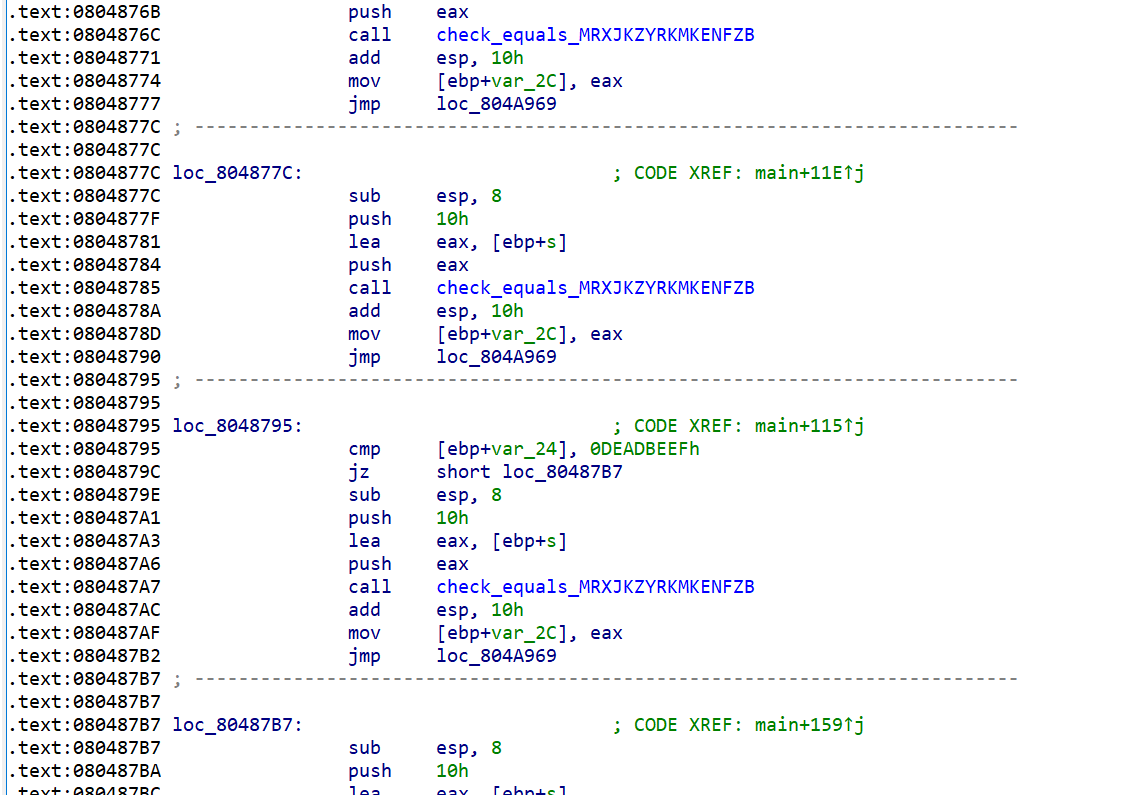 .text:0804876B push eax
.text:0804876C call check_equals_MRXJKZYRKMKENFZB
.text:08048771 add esp, 10h
.text:08048774 mov [ebp+var_2C], eax
.text:08048777 jmp loc_804A969
.text:0804877C ; ---------------------------------------------------------------------------
.text:0804877C
.text:0804877C loc_804877C: ; CODE XREF: main+11E↑j
.text:0804877C sub esp, 8
.text:0804877F push 10h
.text:08048781 lea eax, [ebp+s]
.text:08048784 push eax
.text:08048785 call check_equals_MRXJKZYRKMKENFZB
.text:0804878A add esp, 10h
.text:0804878D mov [ebp+var_2C], eax
.text:08048790 jmp loc_804A969
.text:08048795 ; ---------------------------------------------------------------------------
.text:08048795
.text:08048795 loc_8048795: ; CODE XREF: main+115↑j
.text:08048795 cmp [ebp+var_24], 0DEADBEEFh
.text:0804879C jz short loc_80487B7
.text:0804879E sub esp, 8
.text:080487A1 push 10h
.text:080487A3 lea eax, [ebp+s]
.text:080487A6 push eax
.text:080487A7 call check_equals_MRXJKZYRKMKENFZB
.text:080487AC add esp, 10h
.text:080487AF mov [ebp+var_2C], eax
.text:080487B2 jmp loc_804A969
.text:080487B7 ; ---------------------------------------------------------------------------
.text:080487B7
.text:080487B7 loc_80487B7: ; CODE XREF: main+159↑j
.text:080487B7 sub esp, 8
.text:080487BA push 10h
.text:080487BC lea eax, [ebp+s]